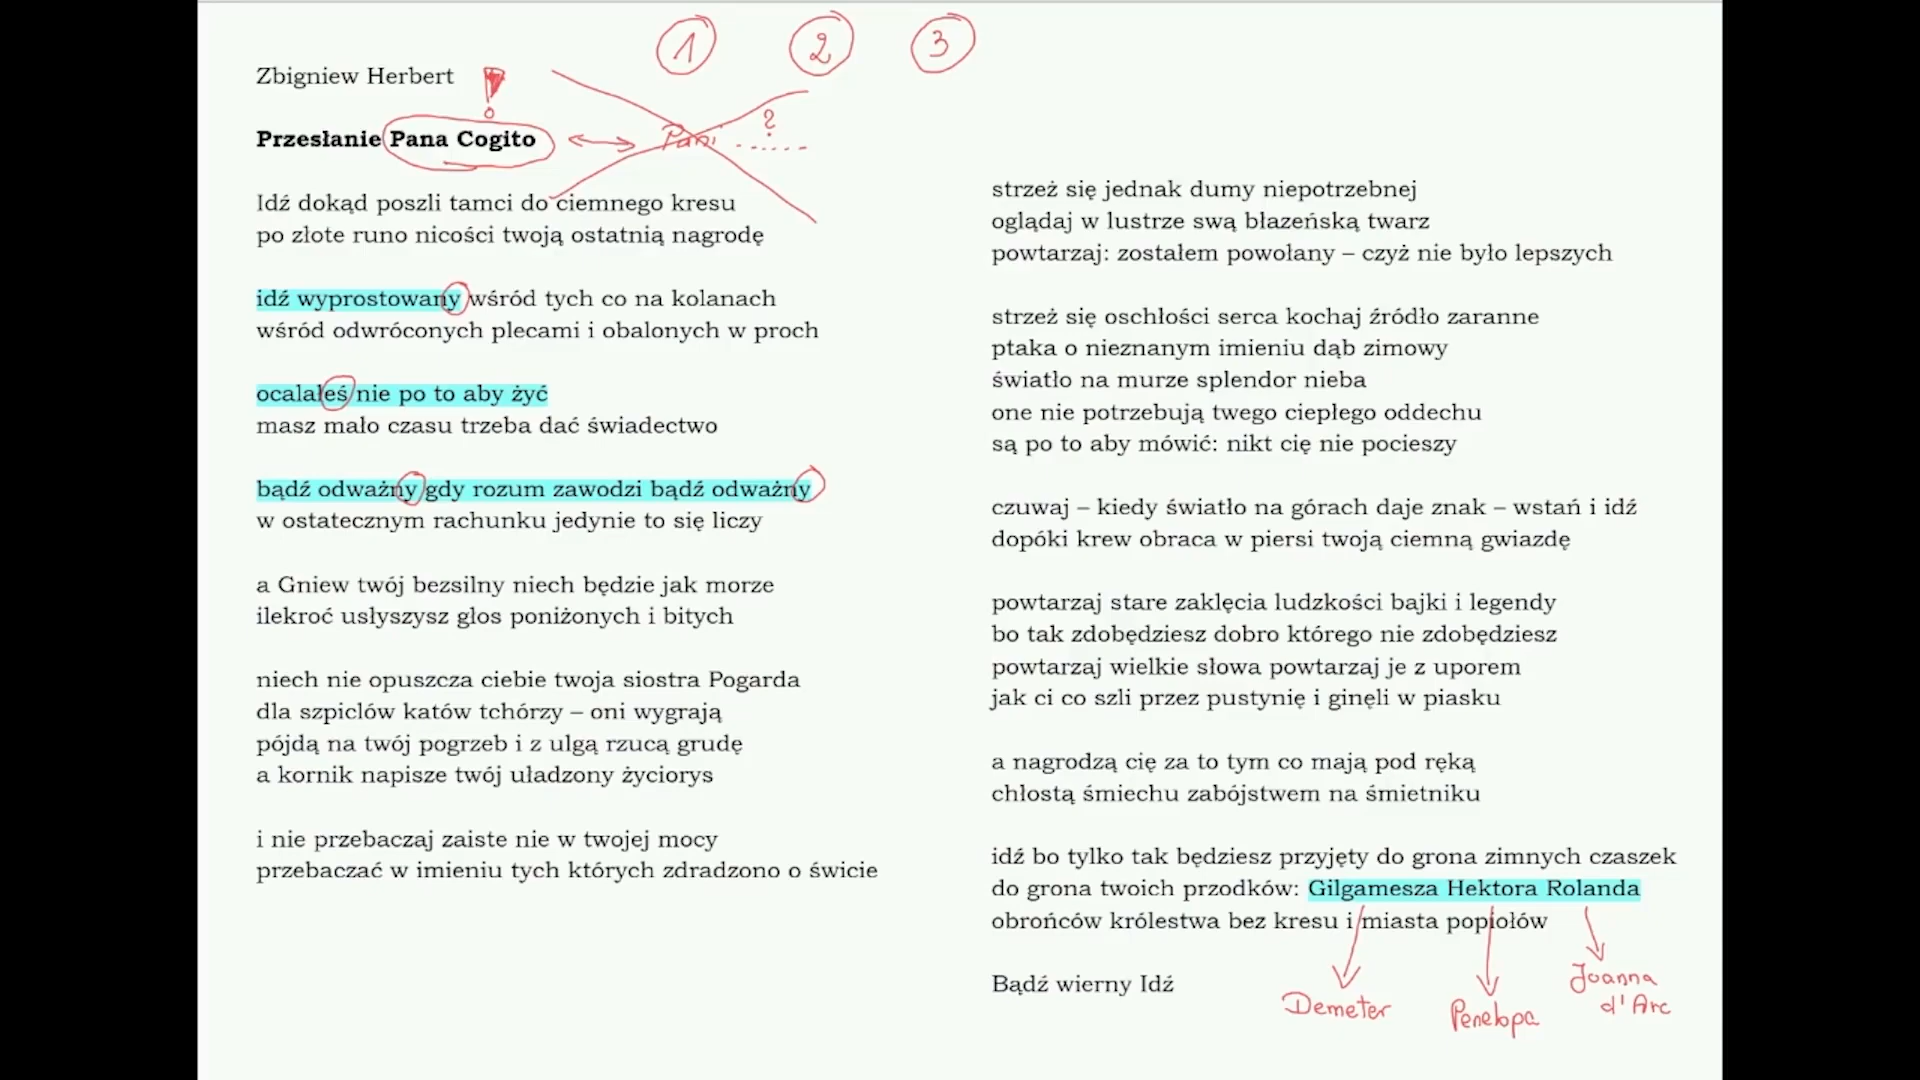 1 2 3
Zbigniew Herbert
Przesłanie Pana Cogito
Pani ......?
Idź dokąd poszli tamci do ciemnego kresu
po złote runo nicości twoją ostatnią nagrodę
idź wyprostowany wśród tych co na kolanach
wśród odwróconych plecami i obalonych w proch
ocalałeś nie po to aby żyć
masz mało czasu trzeba dać świadectwo
bądź odważny gdy rozum zawodzi bądź odważny
w ostatecznym rachunku jedynie to się liczy
a Gniew twój bezsilny niech będzie jak morze
ilekroć usłyszysz głos poniżonych i bitych
niech nie opuszcza ciebie twoja siostra Pogarda
dla szpiclów katów tchórzy – oni wygrają
pójdą na twój pogrzeb i z ulgą rzucą grudę
a kornik napisze twój uładzony życiorys
i nie przebaczaj zaiste nie w twojej mocy
przebaczać w imieniu tych których zdradzono o świcie
strzeż się jednak dumy niepotrzebnej
oglądaj w lustrze swą błazeńską twarz
powtarzaj: zostałem powołany – czyż nie było lepszych
strzeż się oschłości serca kochaj źródło zaranne
ptaka o nieznanym imieniu dąb zimowy
światło na murze splendor nieba
one nie potrzebują twego ciepłego oddechu
są po to aby mówić: nikt cię nie pocieszy
czuwaj – kiedy światło na górach daje znak – wstań i idź
dopóki krew obraca w piersi twoją ciemną gwiazdę
powtarzaj stare zaklęcia ludzkości bajki i legendy
bo tak zdobędziesz dobro którego nie zdobędziesz
powtarzaj wielkie słowa powtarzaj je z uporem
jak ci co szli przez pustynię i ginęli w piasku
a nagrodzą cię za to tym co mają pod ręką
chłostą śmiechu zabójstwem na śmietniku
idź bo tylko tak będziesz przyjęty do grona zimnych czaszek
do grona twoich przodków: Gilgamesza Hektora Rolanda
obrońców królestwa bez kresu i miasta popiołów
Bądź wierny Idź
Demeter
Penelopa
Joanna
d'Arc